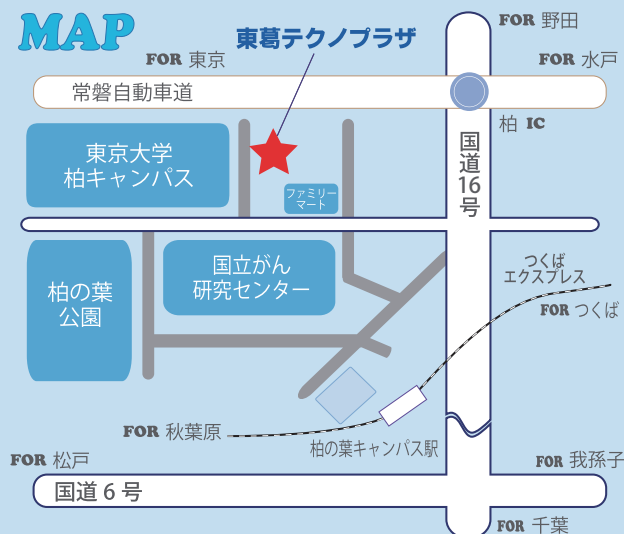 MAP
FOR 野田
東葛テクノプラザ
FOR 東京
FOR 水戸
常磐自動車道
柏 IC
東京大学
柏キャンパス
国道16号
ファミリー
マート
柏の葉
公園
国立がん
研究センター
つくば
エクスプレス
FOR つくば
FOR 秋葉原
柏の葉キャンパス駅
FOR 松戸
FOR 我孫子
国道 6 号
FOR 千葉